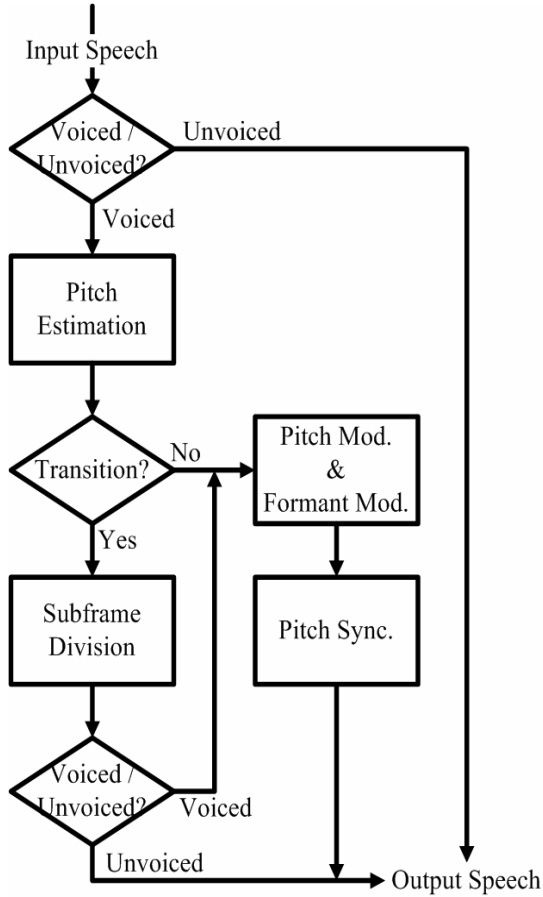 Input Speech
Voiced /
Unvoiced?
Unvoiced
Voiced
Pitch
Estimation
Transition?
No
Pitch Mod.
&
Formant Mod.
Yes
Subframe
Division
Pitch Sync.
Voiced /
Unvoiced?
Voiced
Unvoiced
Output Speech